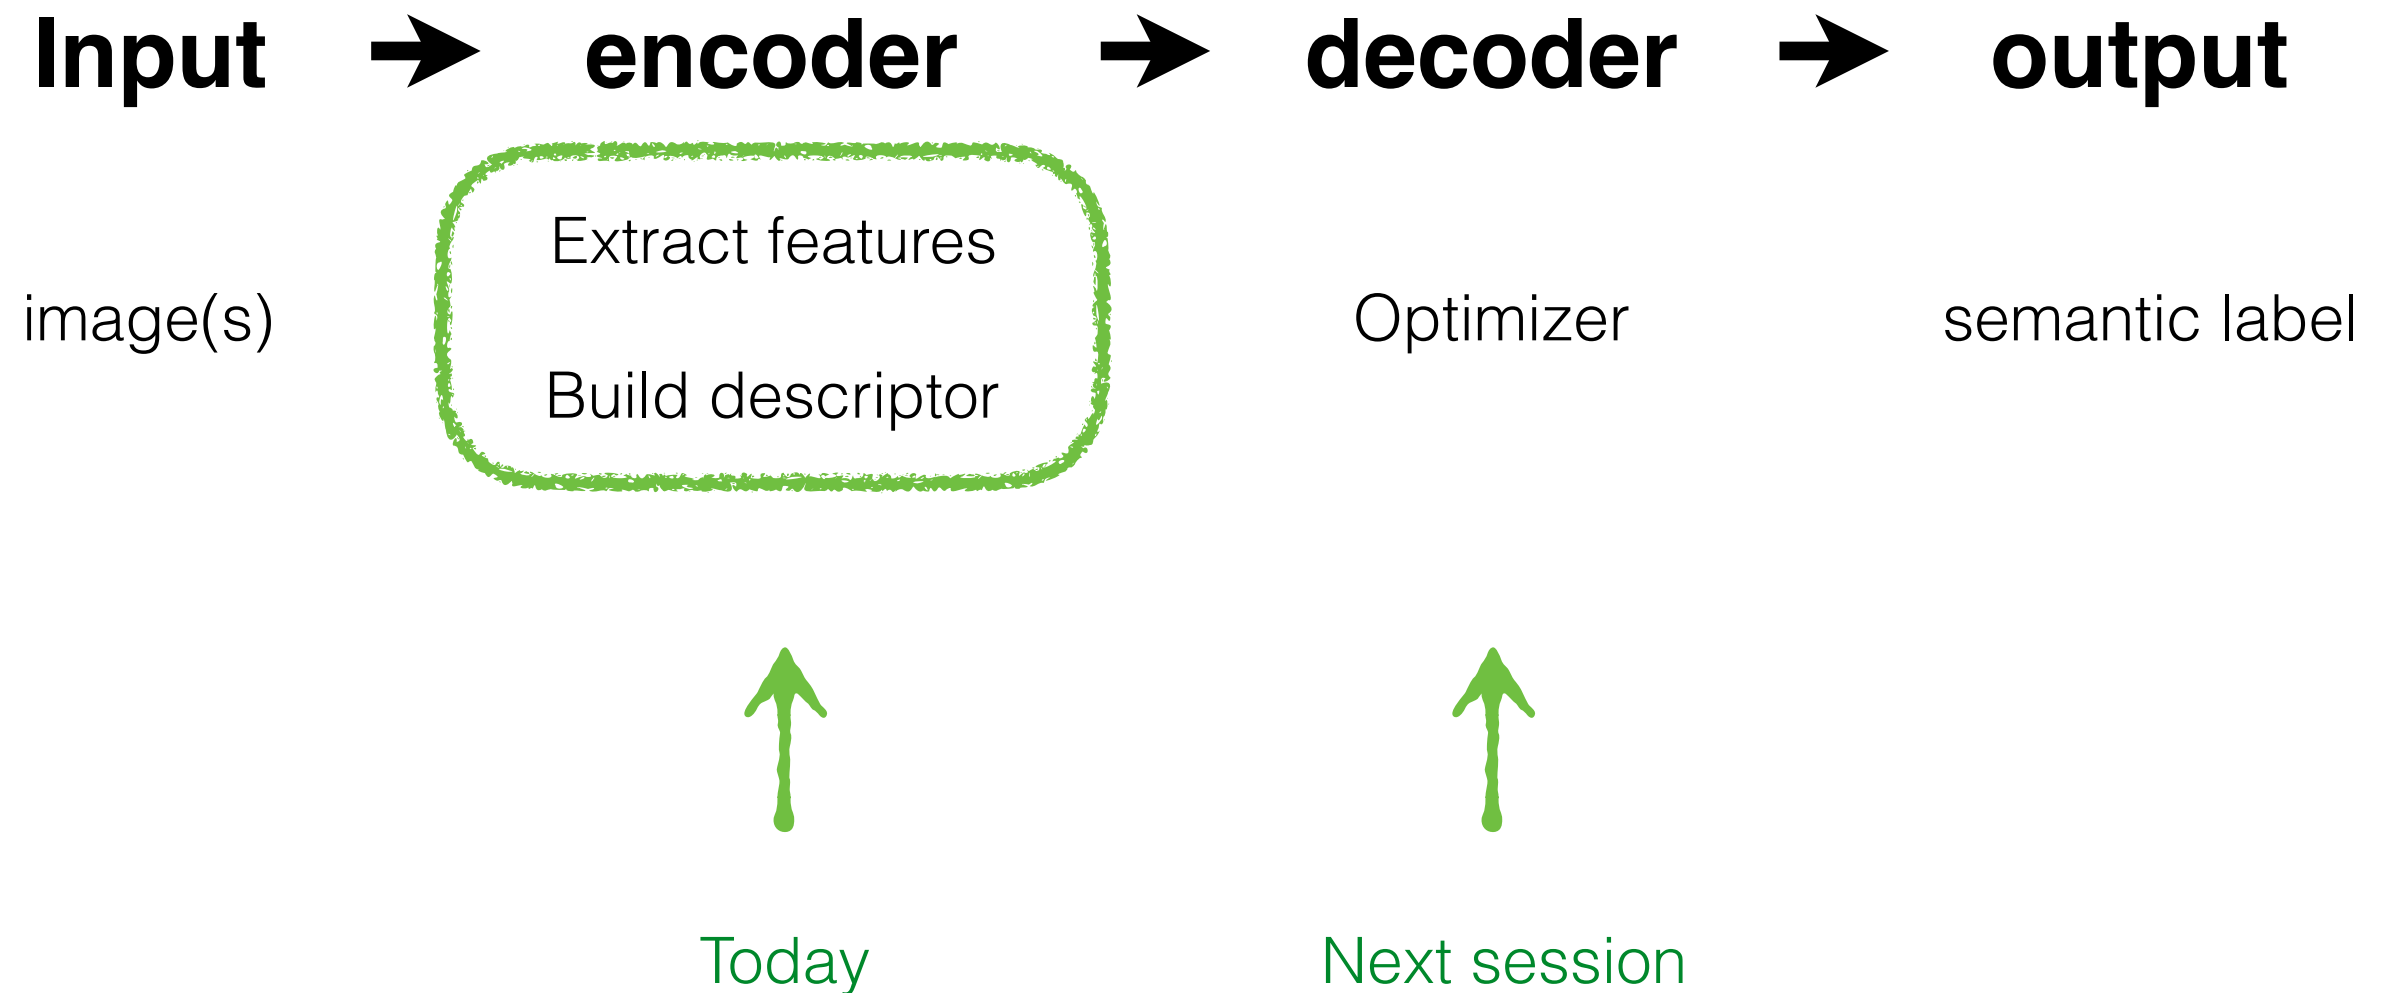 Input → encoder → decoder → output
Extract features
image(s) Optimizer semantic label
Build descriptor
Today Next session